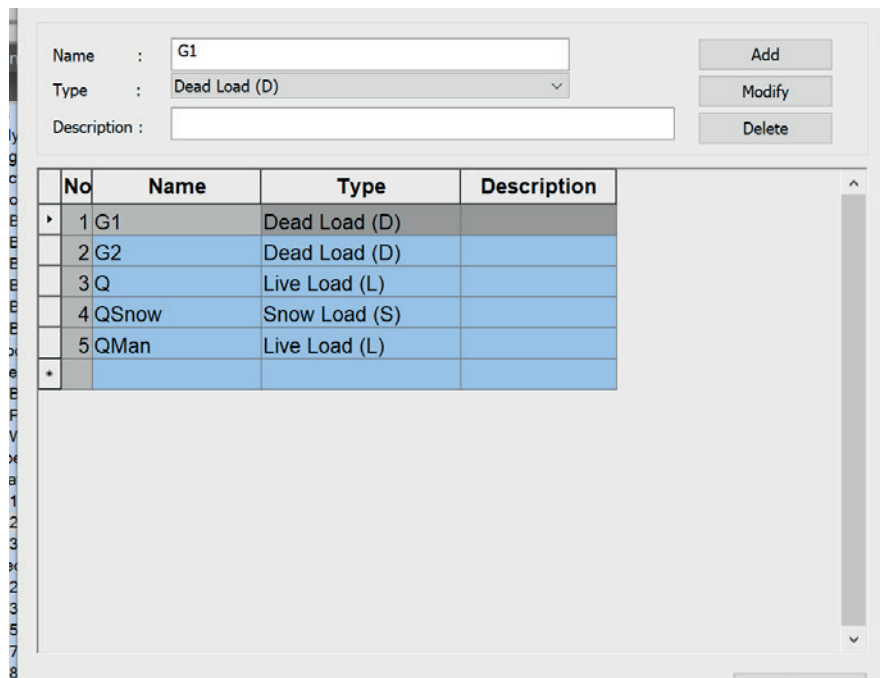 Name : G1 Add
Type : Dead Load (D) Modify
Description : Delete
No Name Type Description
1 G1 Dead Load (D)
2 G2 Dead Load (D)
3 Q Live Load (L)
4 QSnow Snow Load (S)
5 QMan Live Load (L)
*